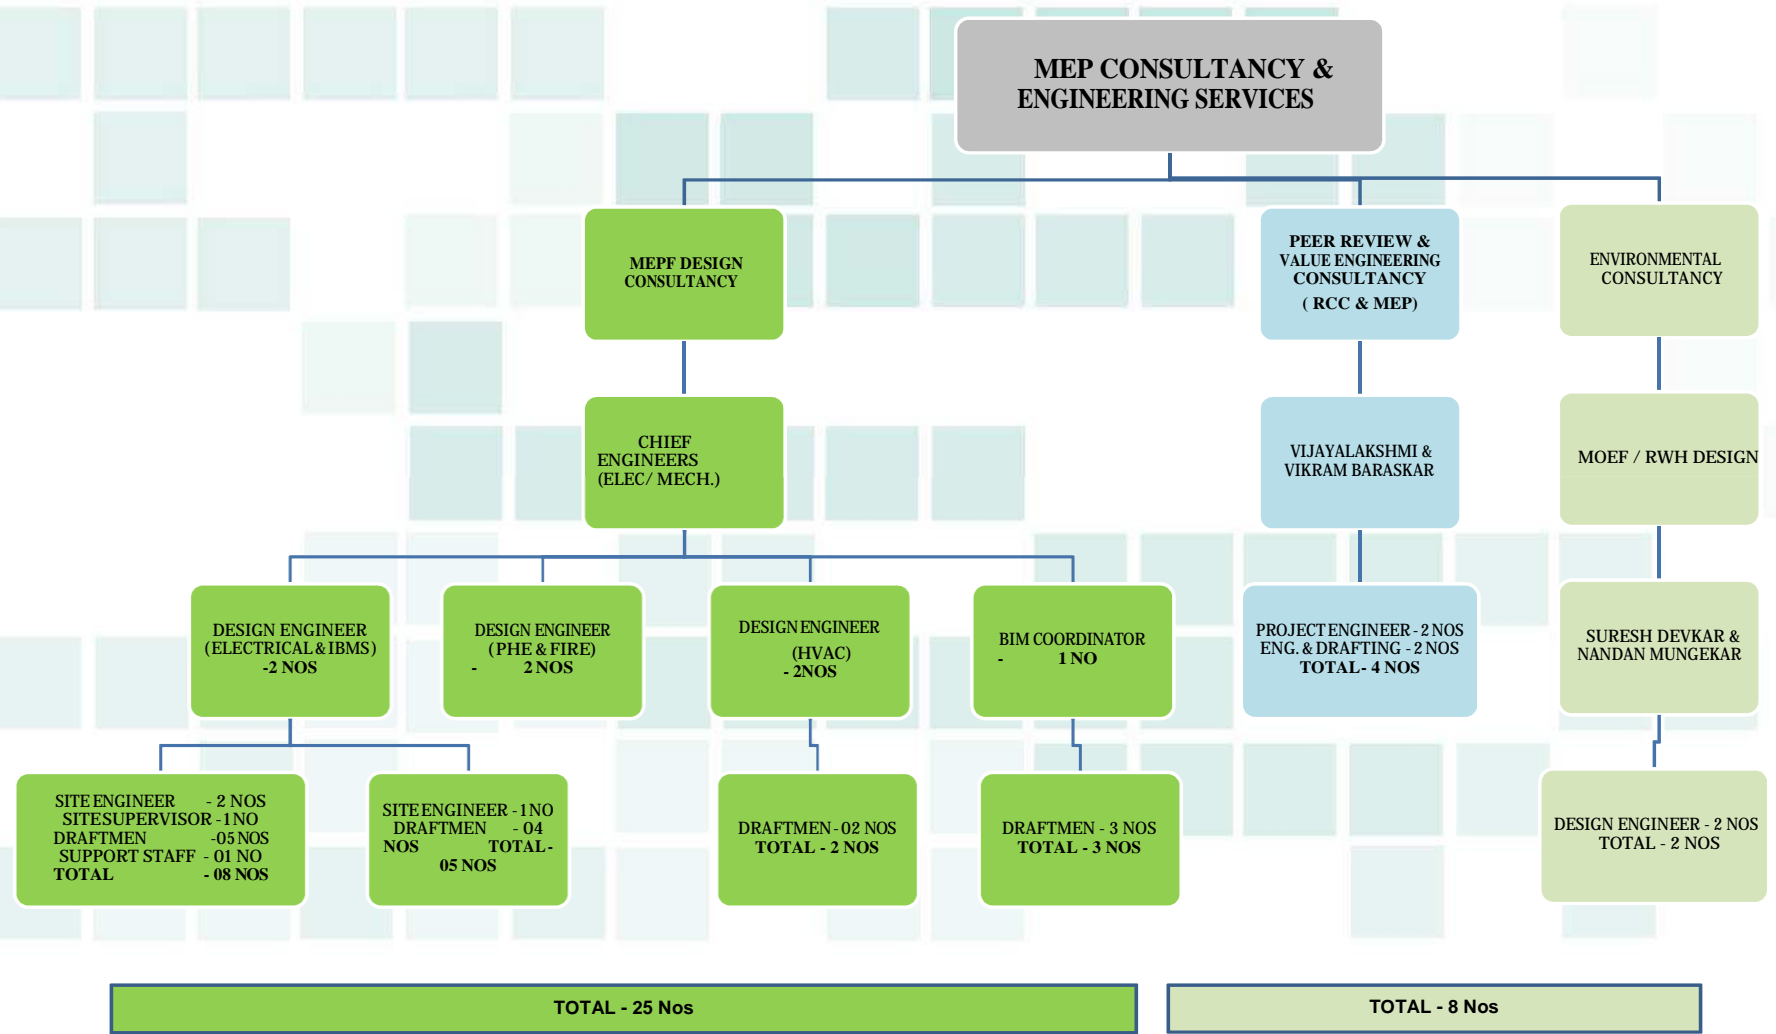 MEP CONSULTANCY &
ENGINEERING SERVICES
MEPF DESIGN
CONSULTANCY
PEER REVIEW &
VALUE ENGINEERING
CONSULTANCY
( RCC & MEP)
ENVIRONMENTAL
CONSULTANCY
CHIEF
ENGINEERS
(ELEC/ MECH.)
VIJAYALAKSHMI &
VIKRAM BARASKAR
MOEF / RWH DESIGN
DESIGN ENGINEER
(ELECTRICAL & IBMS)
-2 NOS
DESIGN ENGINEER
( PHE & FIRE)
- 2 NOS
DESIGN ENGINEER
(HVAC)
- 2NOS
BIM COORDINATOR
- 1 NO
PROJECT ENGINEER - 2 NOS
ENG. & DRAFTING - 2 NOS
TOTAL - 4 NOS
SURESH DEVKAR &
NANDAN MUNGEKAR
SITE ENGINEER - 2 NOS
SITE SUPERVISOR -1 NO
DRAFTMEN -05 NOS
SUPPORT STAFF - 01 NO
TOTAL - 08 NOS
SITE ENGINEER - 1 NO
DRAFTMEN - 04
NOS TOTAL -
05 NOS
DRAFTMEN - 02 NOS
TOTAL - 2 NOS
DRAFTMEN - 3 NOS
TOTAL - 3 NOS
DESIGN ENGINEER - 2 NOS
TOTAL - 2 NOS
TOTAL - 25 Nos
TOTAL - 8 Nos